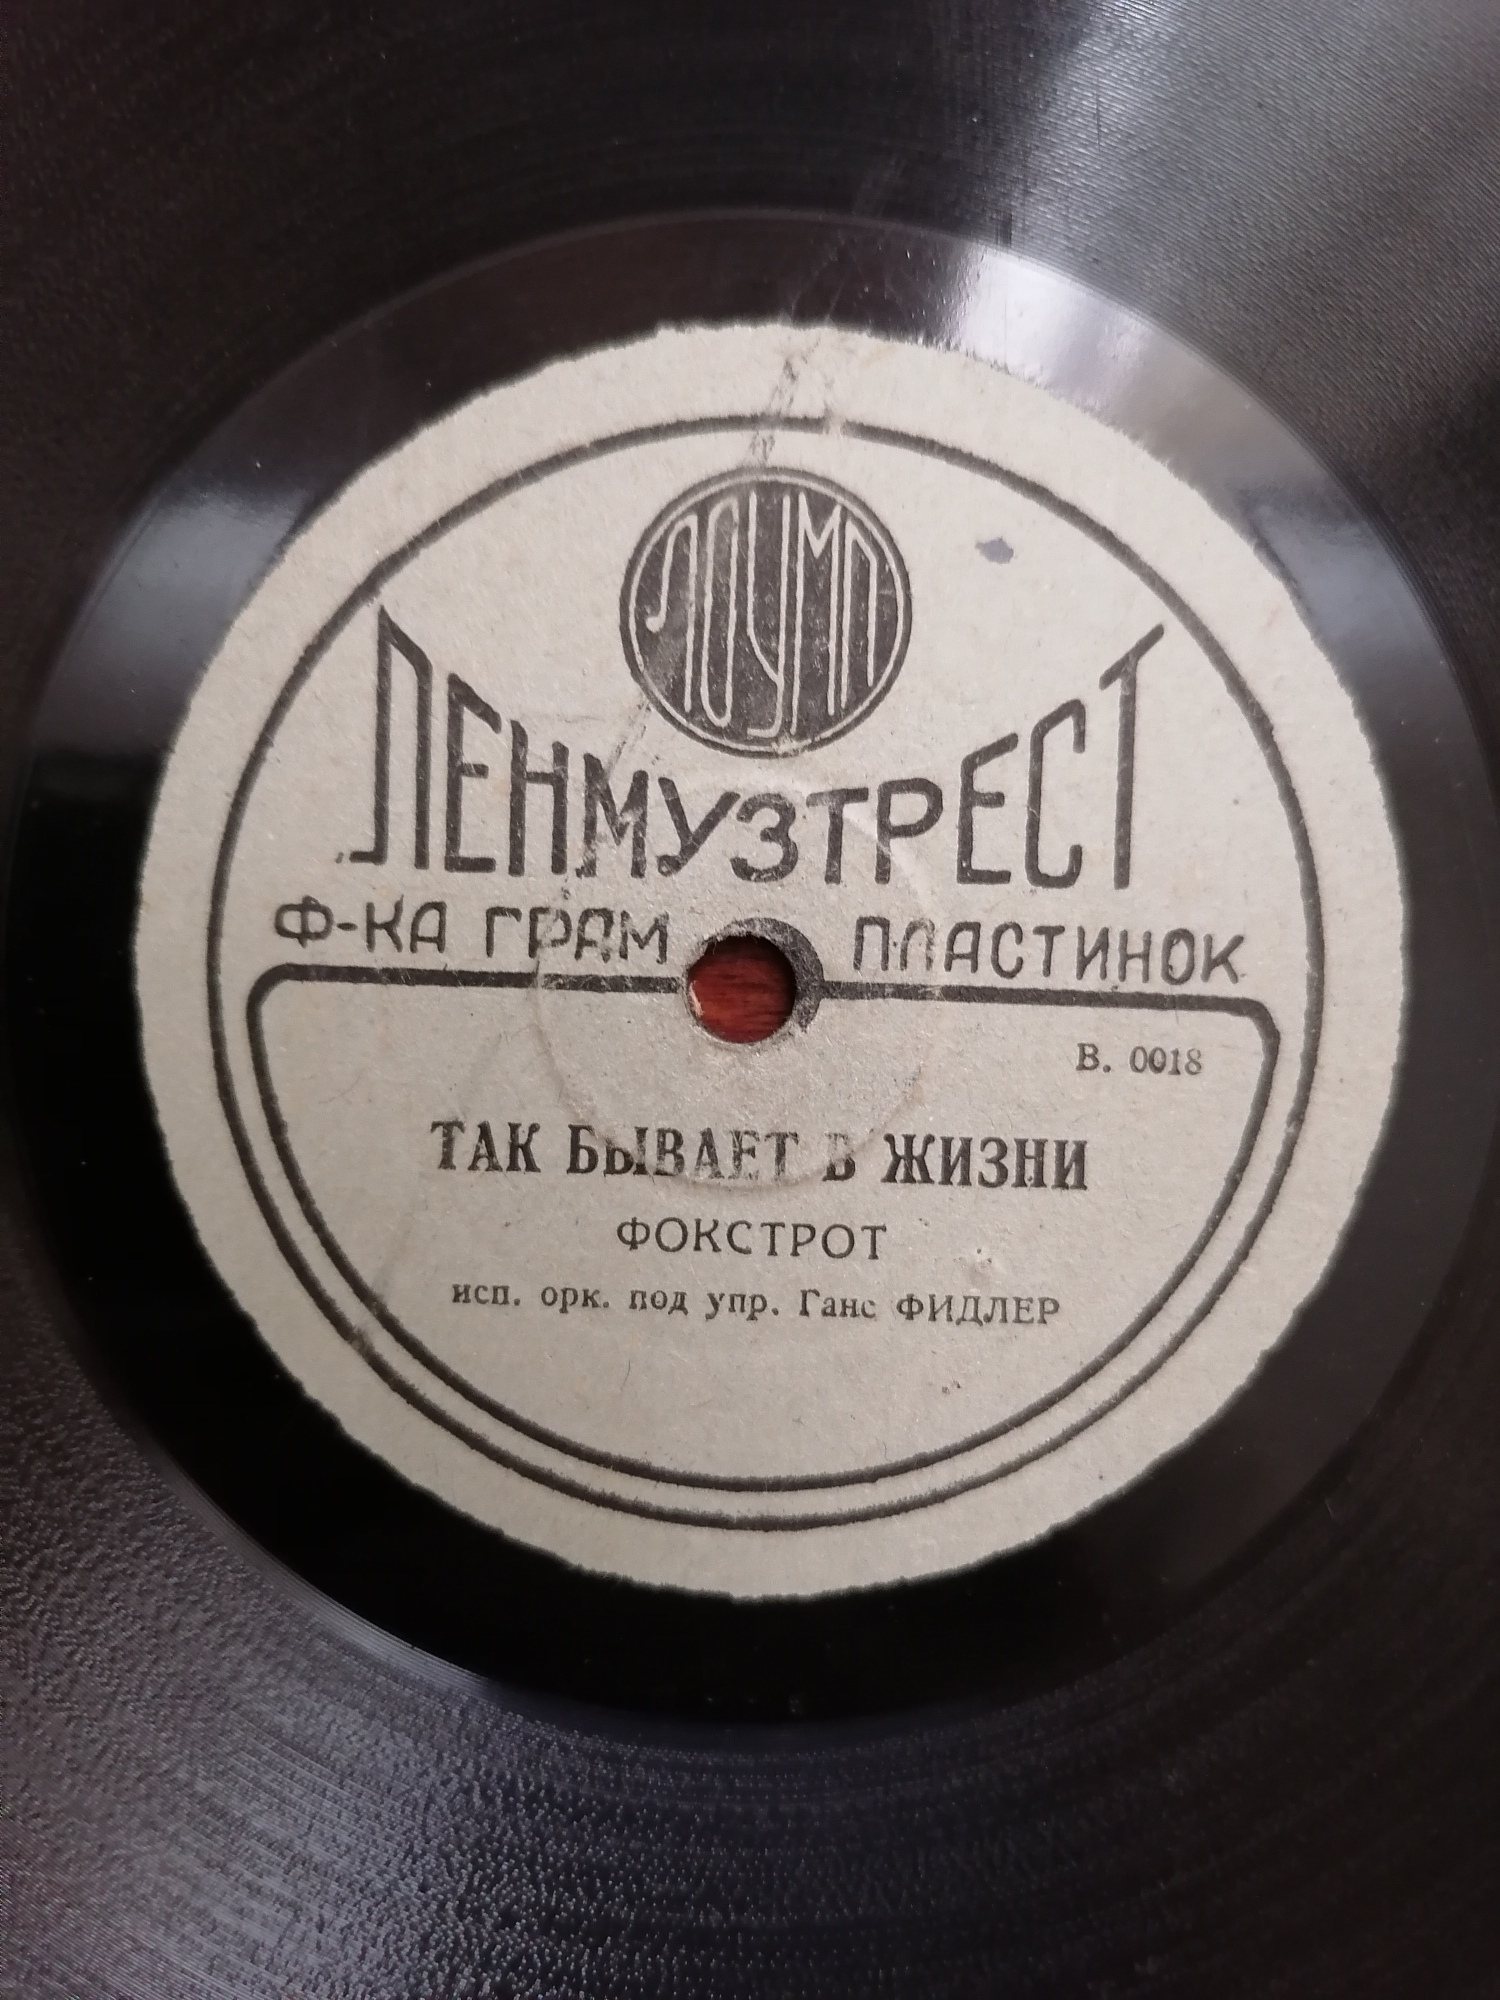 ЛОУМП
ЛЕНМУЗТРЕСТ
Ф-КА ГРАМ ПЛАСТИНОК
В. 0018
ТАК БЫВАЕТ В ЖИЗНИ
ФОКСТРОТ
исп. орк. под упр. Ганс ФИДЛЕР